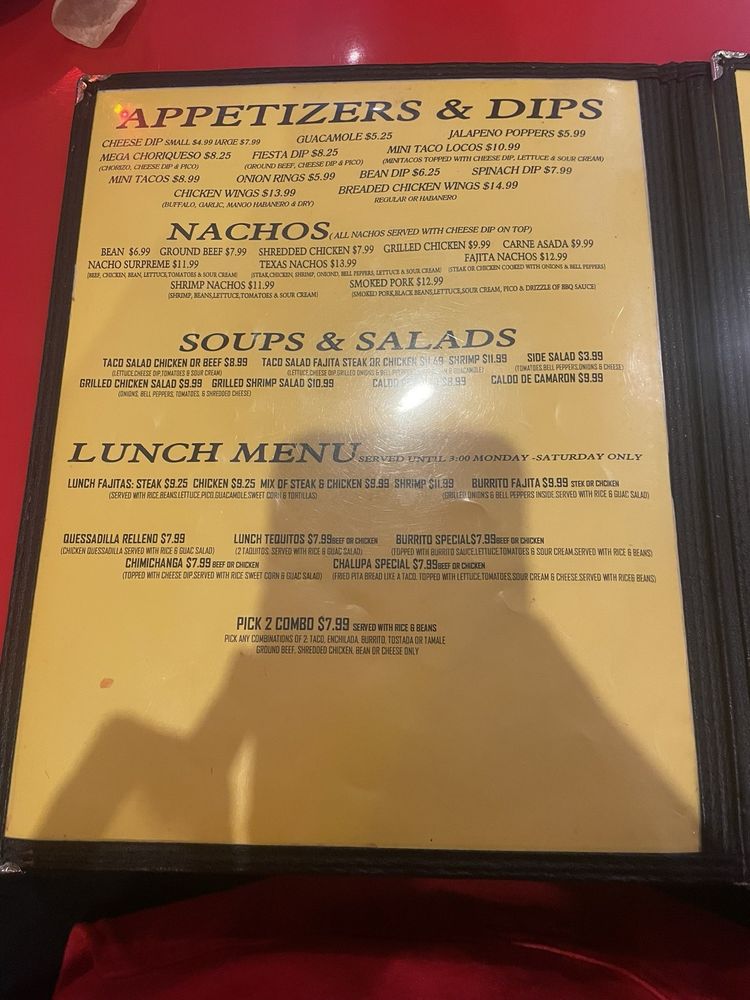 APPETIZERS & DIPS
CHEESE DIP SMALL $4.99 lARGE $7.99 GUACAMOLE $5.25 JALAPENO POPPERS $5.99
MEGA CHORIQUESO $8.25 FIESTA DIP $8.25 MINI TACO LOCOS $10.99
(CHORIZO, CHEESE DIP & PICO) (GROUND BEEF, CHEESE DIP & PICO) (MINITACOS TOPPED WITH CHEESE DIP, LETTUCE & SOUR CREAM)
MINI TACOS $8.99 ONION RINGS $5.99 BEAN DIP $6.25 SPINACH DIP $7.99
CHICKEN WINGS $13.99 BREADED CHICKEN WINGS $14.99
(BUFFALO, GARLIC, MANGO HABANERO & DRY) REGULAR OR HABANERO
NACHOS ( ALL NACHOS SERVED WITH CHEESE DIP ON TOP)
BEAN $6.99 GROUND BEEF $7.99 SHREDDED CHICKEN $7.99 GRILLED CHICKEN $9.99 CARNE ASADA $9.99
NACHO SURPREME $11.99 TEXAS NACHOS $13.99 FAJITA NACHOS $12.99
(BEEF, CHICKEN, BEAN, LETTUCE,TOMATOES & SOUR CREAM) (STEAK,CHICKEN, SHRIMP, ONIOND, BELL PEPPERS, LETTUCE & SOUR CREAM) (STEAK OR CHICKEN COOKED WITH ONIONS & BELL PEPPERS)
SHRIMP NACHOS $11.99 SMOKED PORK $12.99
(SHRIMP, BEANS,LETTUCE,TOMATOES & SOUR CREAM) (SMOKED PORK,BLACK BEANS,LETTUCE,SOUR CREAM, PICO & DRIZZLE OF BBQ SAUCE)
SOUPS & SALADS
TACO SALAD CHICKEN OR BEEF $8.99 TACO SALAD FAJITA STEAK OR CHICKEN SHRIMP $11.99 SIDE SALAD $3.99
(LETTUCE,CHEESE DIP,TOMATOES & SOUR CREAM) (LETTUCE,CHEESE DIP,GRILLED ONIONS & BELL & GUACAMOLE) (TOMATOES,BELL PEPPERS,ONIONS & CHEESE)
GRILLED CHICKEN SALAD $9.99 GRILLED SHRIMP SALAD $10.99 CALDO $8.99 CALDO DE CAMARON $9.99
(ONIONS, BELL PEPPERS, TOMATOES, & SHREDDED CHEESE)
LUNCH MENU SERVED UNTIL 3:00 MONDAY -SATURDAY ONLY
LUNCH FAJITAS: STEAK $9.25 CHICKEN $9.25 MIX OF STEAK & CHICKEN $9.99 SHRIMP $11.99 BURRITO FAJITA $9.99 STEK OR CHICKEN
(SERVED WITH RICE,BEANS,LETTUCE,PICO,GUACAMOLE,SWEET CORN & TORTILLAS) (GRILLED ONIONS & BELL PEPPERS INSIDE.SERVED WITH RICE & GUAC SALAD)
QUESSADILLA RELLENO $7.99 LUNCH TEQUITOS $7.99 BEEF OR CHICKEN BURRITO SPECIAL$7.99 BEEF OR CHICKEN
(CHICKEN QUESSADILLA SERVED WITH RICE & GUAC SALAD) (2 TAQUITOS, SERVED WITH RICE & GUAC SALAD) (TOPPED WITH BURRITO SAUCE,LETTUCE,TOMATOES & SOUR CREAM.SERVED WITH RICE & BEANS)
CHIMICHANGA $7.99 BEEF OR CHICKEN CHALUPA SPECIAL $7.99 BEEF OR CHICKEN
(TOPPED WITH CHEESE DIP.SERVED WITH RICE SWEET CORN & GUAC SALAD) (FRIED PITA BREAD LIKE A TACO, TOPPED WITH LETTUCE,TOMATOES,SOUR CREAM & CHEESE.SERVED WITH RICE& BEANS)
PICK 2 COMBO $7.99 SERVED WITH RICE & BEANS
PICK ANY COMBINATIONS OF 2: TACO, ENCHILADA, BURRITO, TOSTADA OR TAMALE
GROUND BEEF, SHREDDED CHICKEN, BEAN OR CHEESE ONLY